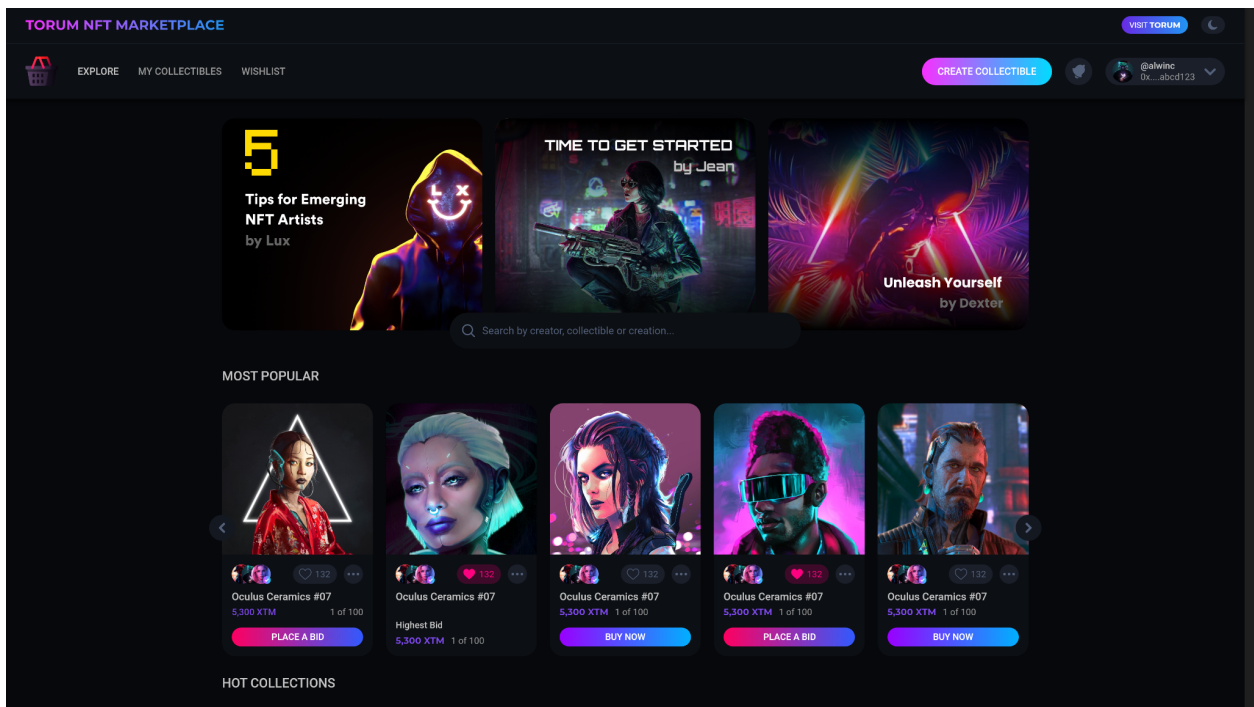 TORUM NFT MARKETPLACE
VISIT TORUM
EXPLORE
MY COLLECTIBLES
WISHLIST
CREATE COLLECTIBLE
@alwinc
0x....abcd123
5
Tips for Emerging
NFT Artists
by Lux
L X
TIME TO GET STARTED
by Jean
Unleash Yourself
by Dexter
Search by creator, collectible or creation...
MOST POPULAR
132
Oculus Ceramics #07
5,300 XTM 1 of 100
PLACE A BID
132
Oculus Ceramics #07
Highest Bid
5,300 XTM 1 of 100
132
Oculus Ceramics #07
5,300 XTM 1 of 100
BUY NOW
132
Oculus Ceramics #07
5,300 XTM 1 of 100
PLACE A BID
132
Oculus Ceramics #07
5,300 XTM 1 of 100
BUY NOW
HOT COLLECTIONS